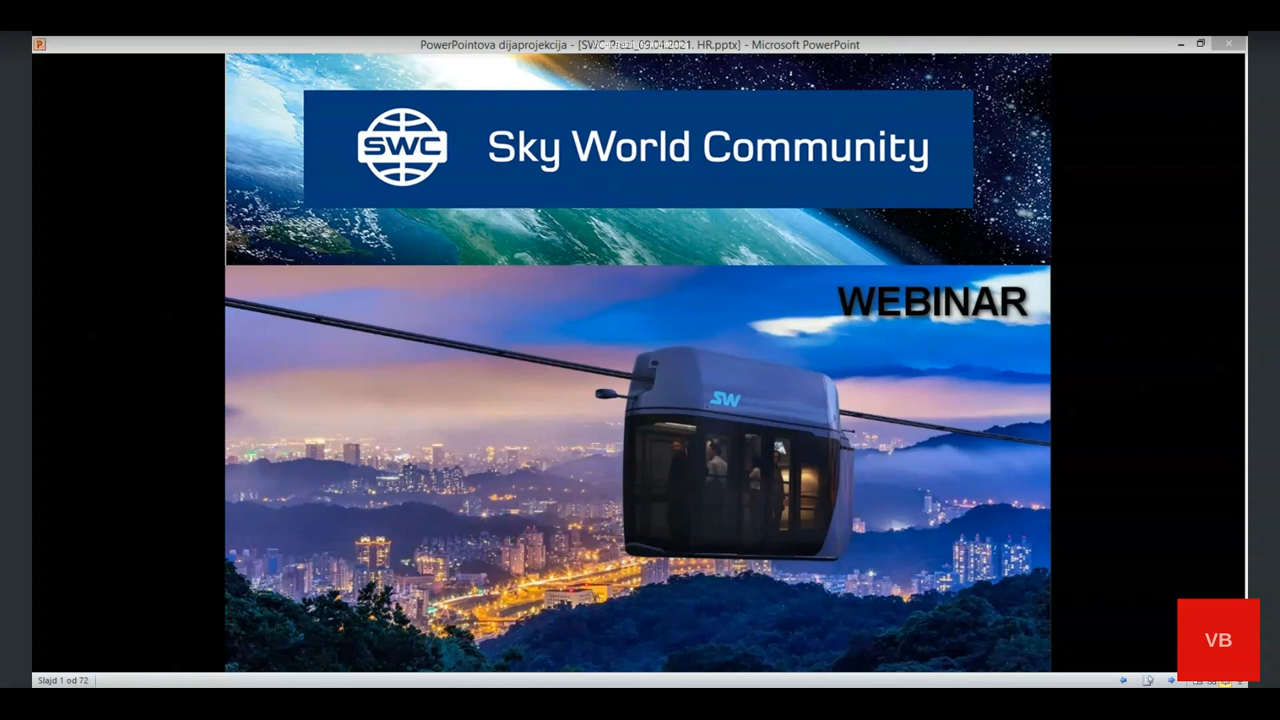 PowerPointova dijaprojekcija - [SWC-Prezi_09.04.2021. HR.pptx] - Microsoft PowerPoint
SWC
Sky World Community
WEBINAR
SW
VB
Slajd 1 od 72